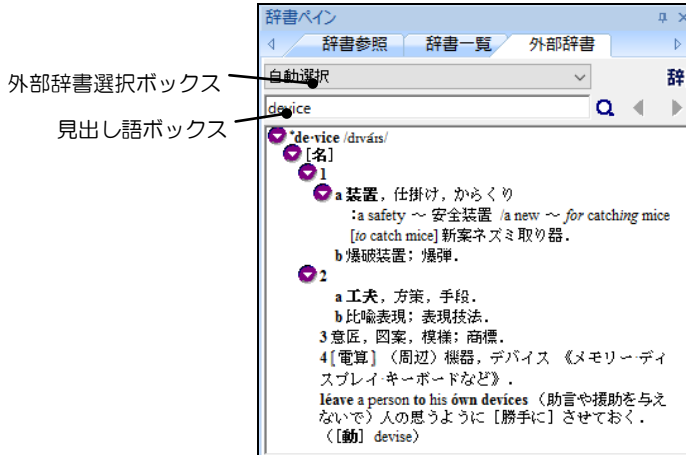 辞書ペイン
辞書参照 辞書一覧 外部辞書
外部辞書選択ボックス
自動選択 辞
見出し語ボックス
device
*de·vice /dɪváɪs/
[名]
1
a 装置, 仕掛け, からくり
:a safety ～ 安全装置 /a new ～ for catching mice
[to catch mice] 新案ネズミ取り器.
b 爆破装置; 爆弾.
2
a 工夫, 方策, 手段.
b 比喩表現; 表現技法.
3 意匠, 図案, 模様; 商標.
4 [電算] (周辺) 機器, デバイス 《メモリー·ディ
スプレイ·キーボードなど》.
léave a person to his ówn devíces (助言や援助を与え
ないで) 人の思うように [勝手に] させておく.
([動] devise)